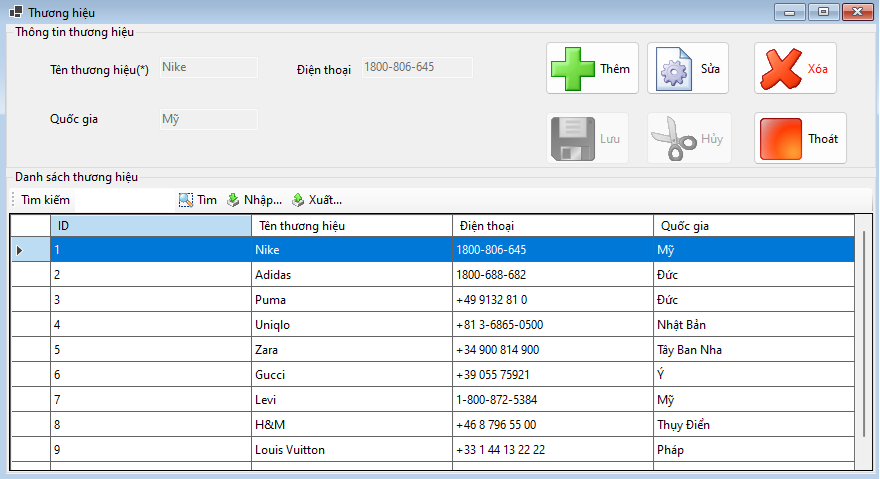 Thương hiệu
Thông tin thương hiệu
Tên thương hiệu(*) Nike Điện thoại 1800-806-645
Thêm Sửa Xóa
Quốc gia Mỹ
Lưu Hủy Thoát
Danh sách thương hiệu
Tìm kiếm Tìm Nhập... Xuất...
ID Tên thương hiệu Điện thoại Quốc gia
1 Nike 1800-806-645 Mỹ
2 Adidas 1800-688-682 Đức
3 Puma +49 9132 81 0 Đức
4 Uniqlo +81 3-6865-0500 Nhật Bản
5 Zara +34 900 814 900 Tây Ban Nha
6 Gucci +39 055 75921 Ý
7 Levi 1-800-872-5384 Mỹ
8 H&M +46 8 796 55 00 Thụy Điển
9 Louis Vuitton +33 1 44 13 22 22 Pháp